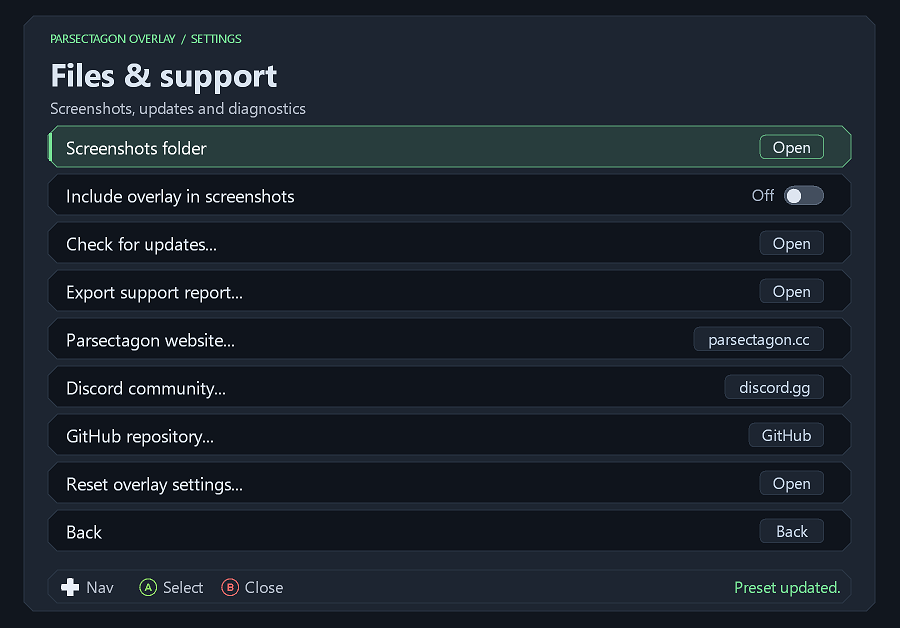 PARSECTAGON OVERLAY / SETTINGS
Files & support
Screenshots, updates and diagnostics
Screenshots folder Open
Include overlay in screenshots Off
Check for updates... Open
Export support report... Open
Parsectagon website... parsectagon.cc
Discord community... discord.gg
GitHub repository... GitHub
Reset overlay settings... Open
Back Back
Nav A Select B Close Preset updated.